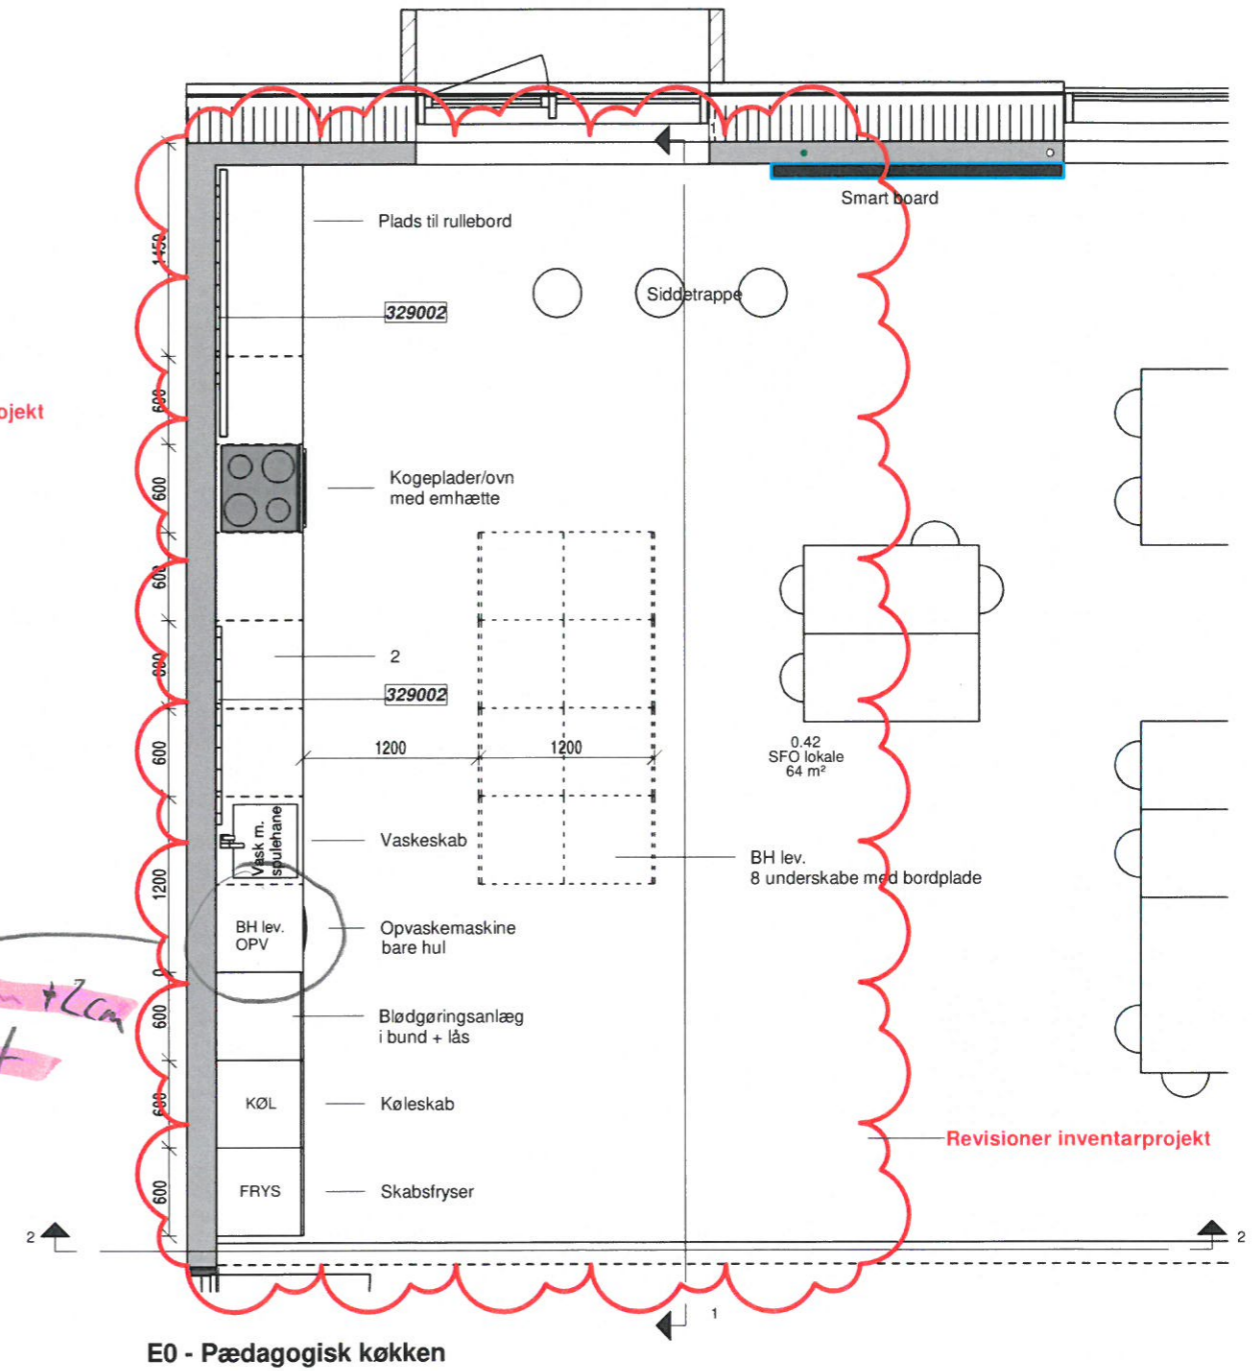 Smart board
Plads til rullebord
1450
Siddetrappe
329002
600
ojekt
Kogeplader/ovn
med emhætte
600
600
2
600
329002
1200
1200
600
0.42
SFO lokale
64 m²
Vask m.
spulehane
Vaskeskab
BH lev.
8 underskabe med bordplade
1200
BH lev.
OPV
Opvaskemaskine
bare hul
0
+2cm
600
Blødgøringsanlæg
i bund + lås
600
KØL
Køleskab
Revisioner inventarprojekt
600
FRYS
Skabsfryser
2
2
1
E0 - Pædagogisk køkken